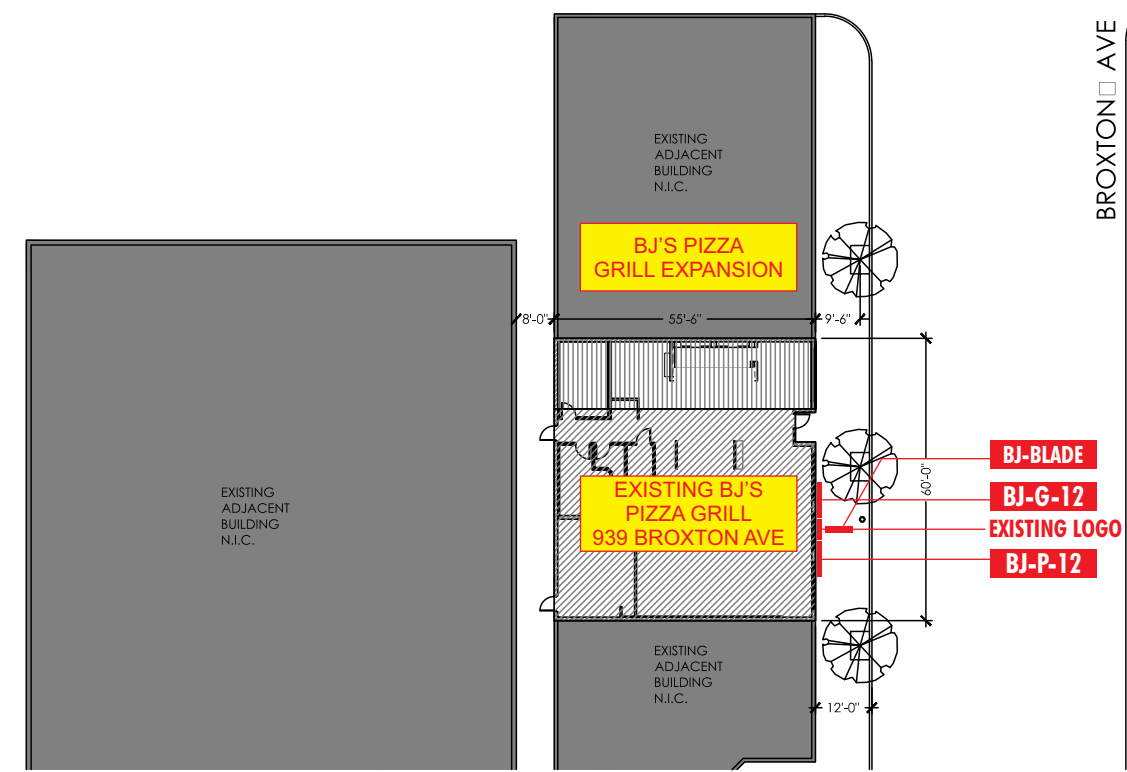 BROXTON□ AVE
EXISTING
ADJACENT
BUILDING
N.I.C.
BJ'S PIZZA
GRILL EXPANSION
8'-0"
55'-6"
9'-6"
BJ-BLADE
60'-0"
BJ-G-12
EXISTING LOGO
BJ-P-12
EXISTING BJ'S
PIZZA GRILL
939 BROXTON AVE
EXISTING
ADJACENT
BUILDING
N.I.C.
EXISTING
ADJACENT
BUILDING
N.I.C.
12'-0"